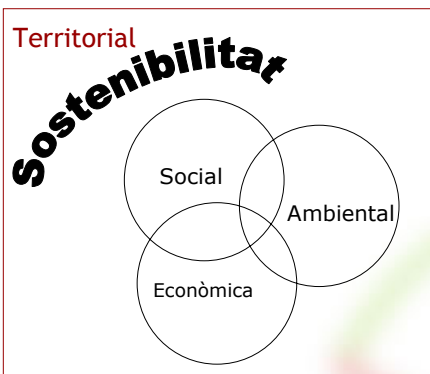 Territorial
Sostenibilitat
Social
Ambiental
Econòmica